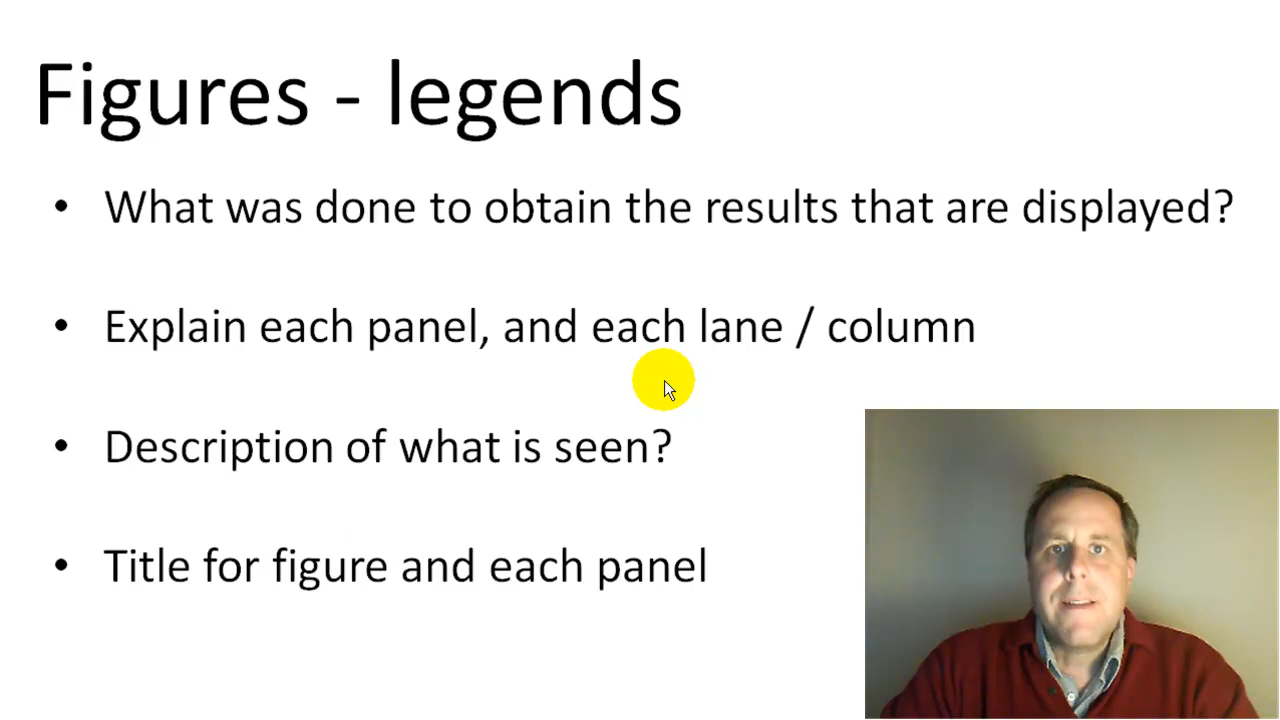 Figures - legends
• What was done to obtain the results that are displayed?
• Explain each panel, and each lane / column
• Description of what is seen?
• Title for figure and each panel